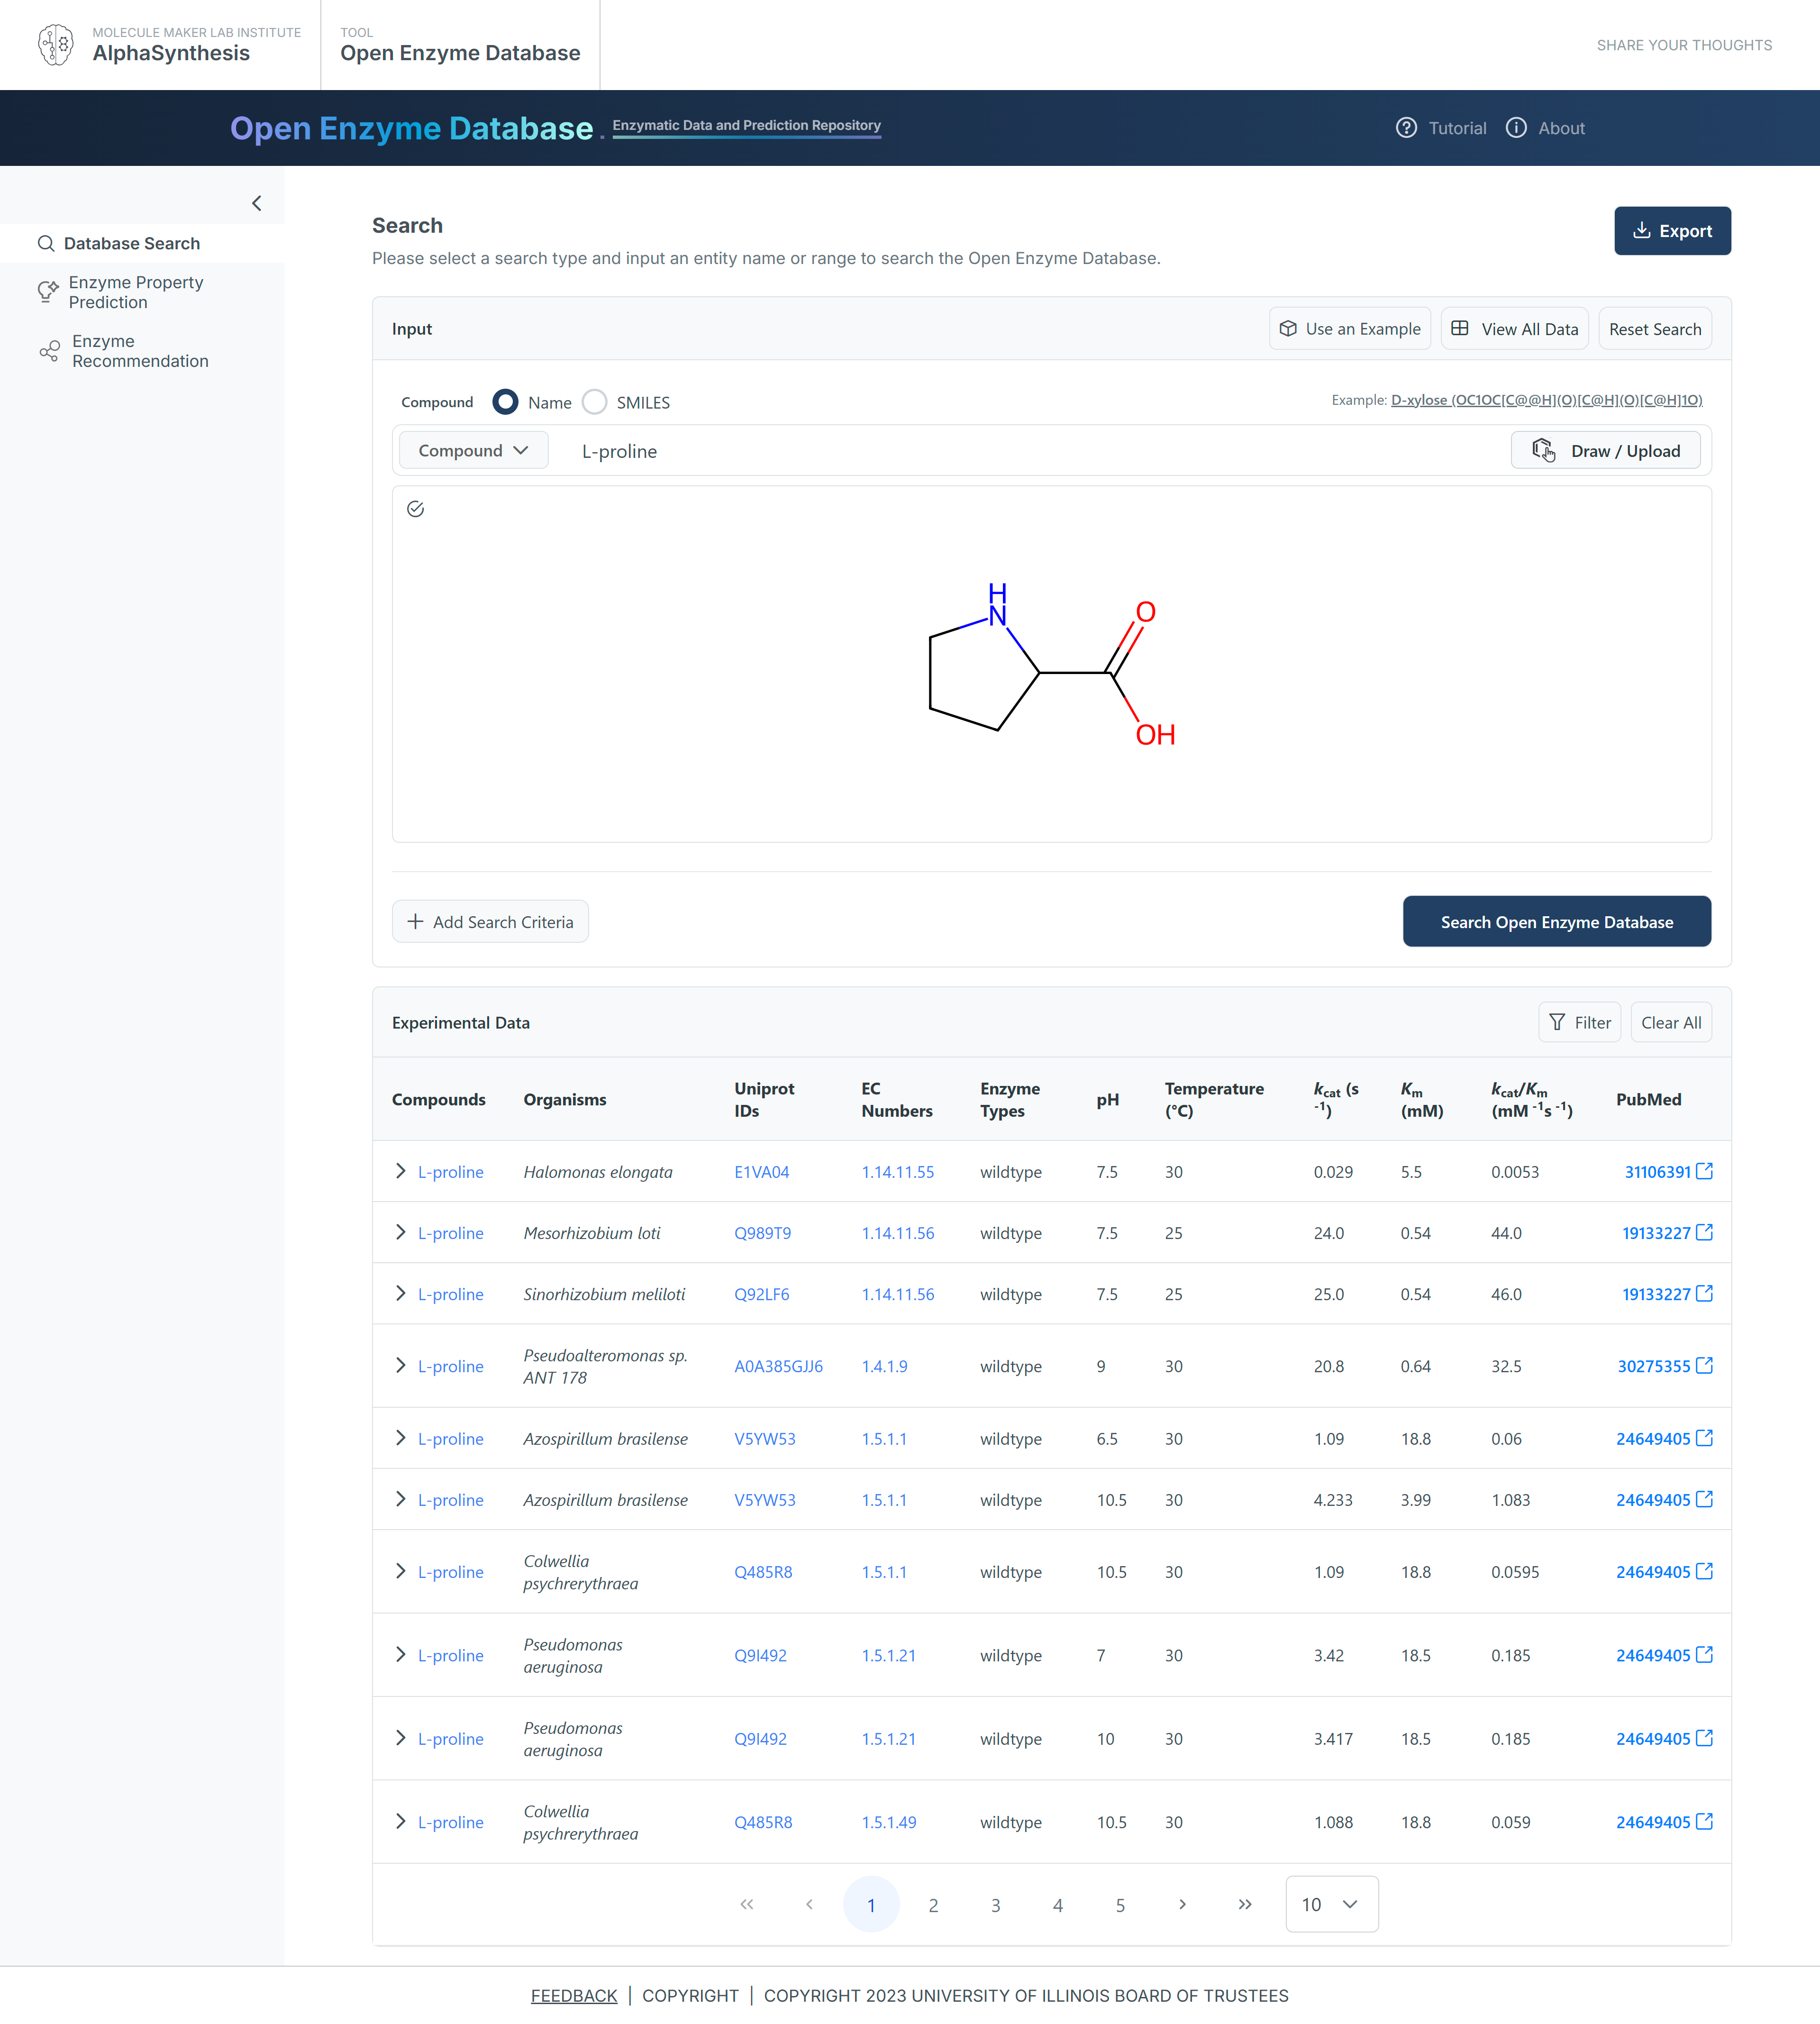 MOLECULE MAKER LAB INSTITUTE
AlphaSynthesis
TOOL
Open Enzyme Database
SHARE YOUR THOUGHTS
Open Enzyme Database . Enzymatic Data and Prediction Repository
Tutorial About
Database Search
Enzyme Property
Prediction
Enzyme
Recommendation
Search
Export
Please select a search type and input an entity name or range to search the Open Enzyme Database.
Input
Use an Example View All Data Reset Search
Compound Name SMILES
Example: D-xylose (OC1OC[C@@H](O)[C@H](O)[C@H]1O)
Compound L-proline Draw / Upload
H
N
O
OH
Add Search Criteria Search Open Enzyme Database
Experimental Data Filter Clear All
Compounds Organisms Uniprot IDs EC Numbers Enzyme Types pH Temperature (°C) kcat (s -1) Km (mM) kcat/Km (mM -1s -1) PubMed
L-proline Halomonas elongata E1VA04 1.14.11.55 wildtype 7.5 30 0.029 5.5 0.0053 31106391
L-proline Mesorhizobium loti Q989T9 1.14.11.56 wildtype 7.5 25 24.0 0.54 44.0 19133227
L-proline Sinorhizobium meliloti Q92LF6 1.14.11.56 wildtype 7.5 25 25.0 0.54 46.0 19133227
L-proline Pseudoalteromonas sp. ANT 178 A0A385GJJ6 1.4.1.9 wildtype 9 30 20.8 0.64 32.5 30275355
L-proline Azospirillum brasilense V5YW53 1.5.1.1 wildtype 6.5 30 1.09 18.8 0.06 24649405
L-proline Azospirillum brasilense V5YW53 1.5.1.1 wildtype 10.5 30 4.233 3.99 1.083 24649405
L-proline Colwellia psychrerythraea Q485R8 1.5.1.1 wildtype 10.5 30 1.09 18.8 0.0595 24649405
L-proline Pseudomonas aeruginosa Q9I492 1.5.1.21 wildtype 7 30 3.42 18.5 0.185 24649405
L-proline Pseudomonas aeruginosa Q9I492 1.5.1.21 wildtype 10 30 3.417 18.5 0.185 24649405
L-proline Colwellia psychrerythraea Q485R8 1.5.1.49 wildtype 10.5 30 1.088 18.8 0.059 24649405
1 2 3 4 5 10
FEEDBACK | COPYRIGHT | COPYRIGHT 2023 UNIVERSITY OF ILLINOIS BOARD OF TRUSTEES